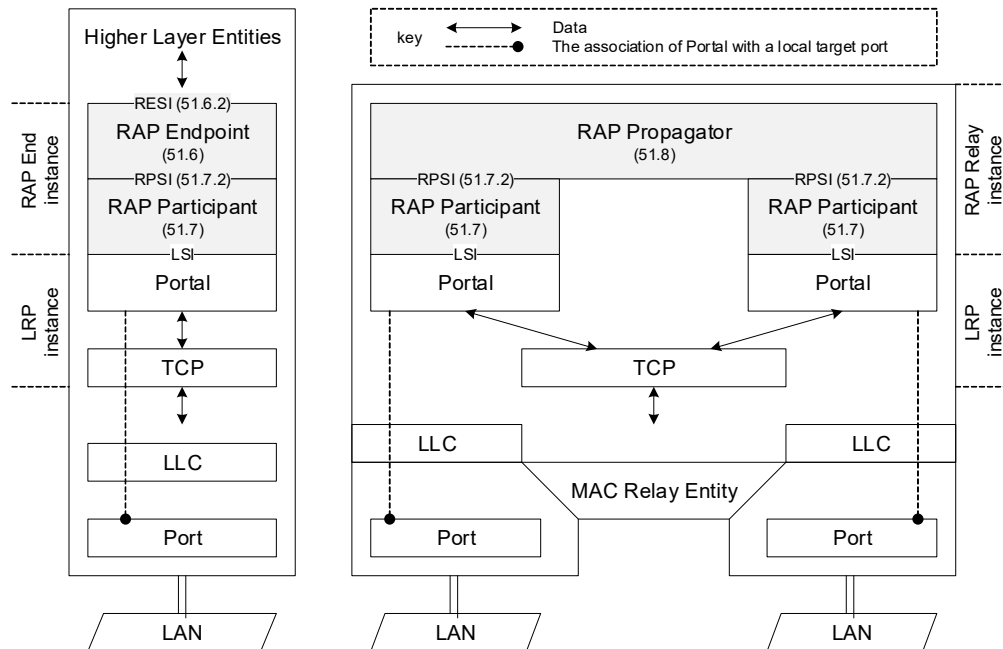 Higher Layer Entities
key
Data
The association of Portal with a local target port
RAP End
instance
LRP
instance
RESI (51.6.2)
RAP Endpoint
(51.6)
RPSI (51.7.2)
RAP Participant
(51.7)
LSI
Portal
TCP
LLC
Port
LAN
RAP Propagator
(51.8)
RPSI (51.7.2)
RAP Participant
(51.7)
LSI
Portal
RPSI (51.7.2)
RAP Participant
(51.7)
LSI
Portal
TCP
LLC
LLC
MAC Relay Entity
Port
Port
LAN
LAN
RAP Relay
instance
LRP
instance